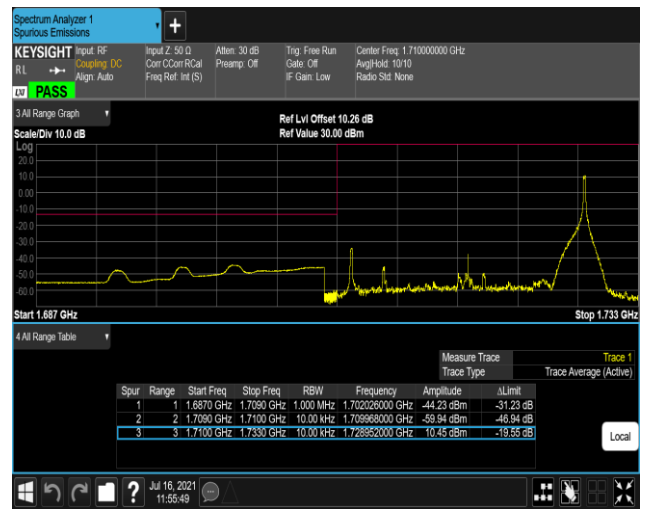 Spectrum Analyzer 1
Spurious Emissions
+
KEYSIGHT Input: RF Input Z: 50 Ω Atten: 30 dB Trig: Free Run Center Freq: 1.710000000 GHz
RL Coupling: DC Corr CCorr RCal Preamp: Off Gate: Off Avg|Hold: 10/10
Align: Auto Freq Ref: Int (S) IF Gain: Low Radio Std: None
LXI PASS
3 All Range Graph
Ref Lvl Offset 10.26 dB
Scale/Div 10.0 dB Ref Value 30.00 dBm
Log
20.0
10.0
0.00
-10.0
-20.0
-30.0
-40.0
-50.0
-60.0
Start 1.687 GHz Stop 1.733 GHz
4 All Range Table
Measure Trace Trace 1
Trace Type Trace Average (Active)
Spur Range Start Freq Stop Freq RBW Frequency Amplitude ΔLimit
1 1 1.6870 GHz 1.7090 GHz 1.000 MHz 1.702026000 GHz -44.23 dBm -31.23 dB
2 2 1.7090 GHz 1.7100 GHz 10.00 kHz 1.709968000 GHz -59.94 dBm -46.94 dB
3 3 1.7100 GHz 1.7330 GHz 10.00 kHz 1.728952000 GHz 10.45 dBm -19.55 dB
Local
?
Jul 16, 2021
11:55:49